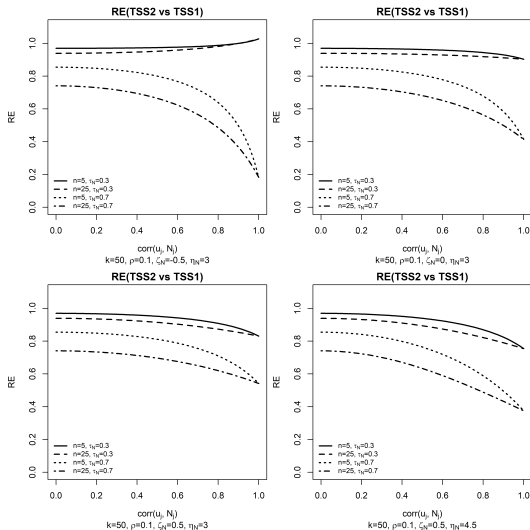 RE(TSS2 vs TSS1)
RE
1.0
0.8
0.6
0.4
0.2
0.0
n=5, τN=0.3
n=25, τN=0.3
n=5, τN=0.7
n=25, τN=0.7
0.0 0.2 0.4 0.6 0.8 1.0
corr(uj, Nj)
k=50, ρ=0.1, ζN=-0.5, ηN=3
RE(TSS2 vs TSS1)
RE
1.0
0.8
0.6
0.4
0.2
0.0
n=5, τN=0.3
n=25, τN=0.3
n=5, τN=0.7
n=25, τN=0.7
0.0 0.2 0.4 0.6 0.8 1.0
corr(uj, Nj)
k=50, ρ=0.1, ζN=0, ηN=3
RE(TSS2 vs TSS1)
RE
1.0
0.8
0.6
0.4
0.2
0.0
n=5, τN=0.3
n=25, τN=0.3
n=5, τN=0.7
n=25, τN=0.7
0.0 0.2 0.4 0.6 0.8 1.0
corr(uj, Nj)
k=50, ρ=0.1, ζN=0.5, ηN=3
RE(TSS2 vs TSS1)
RE
1.0
0.8
0.6
0.4
0.2
0.0
n=5, τN=0.3
n=25, τN=0.3
n=5, τN=0.7
n=25, τN=0.7
0.0 0.2 0.4 0.6 0.8 1.0
corr(uj, Nj)
k=50, ρ=0.1, ζN=0.5, ηN=4.5